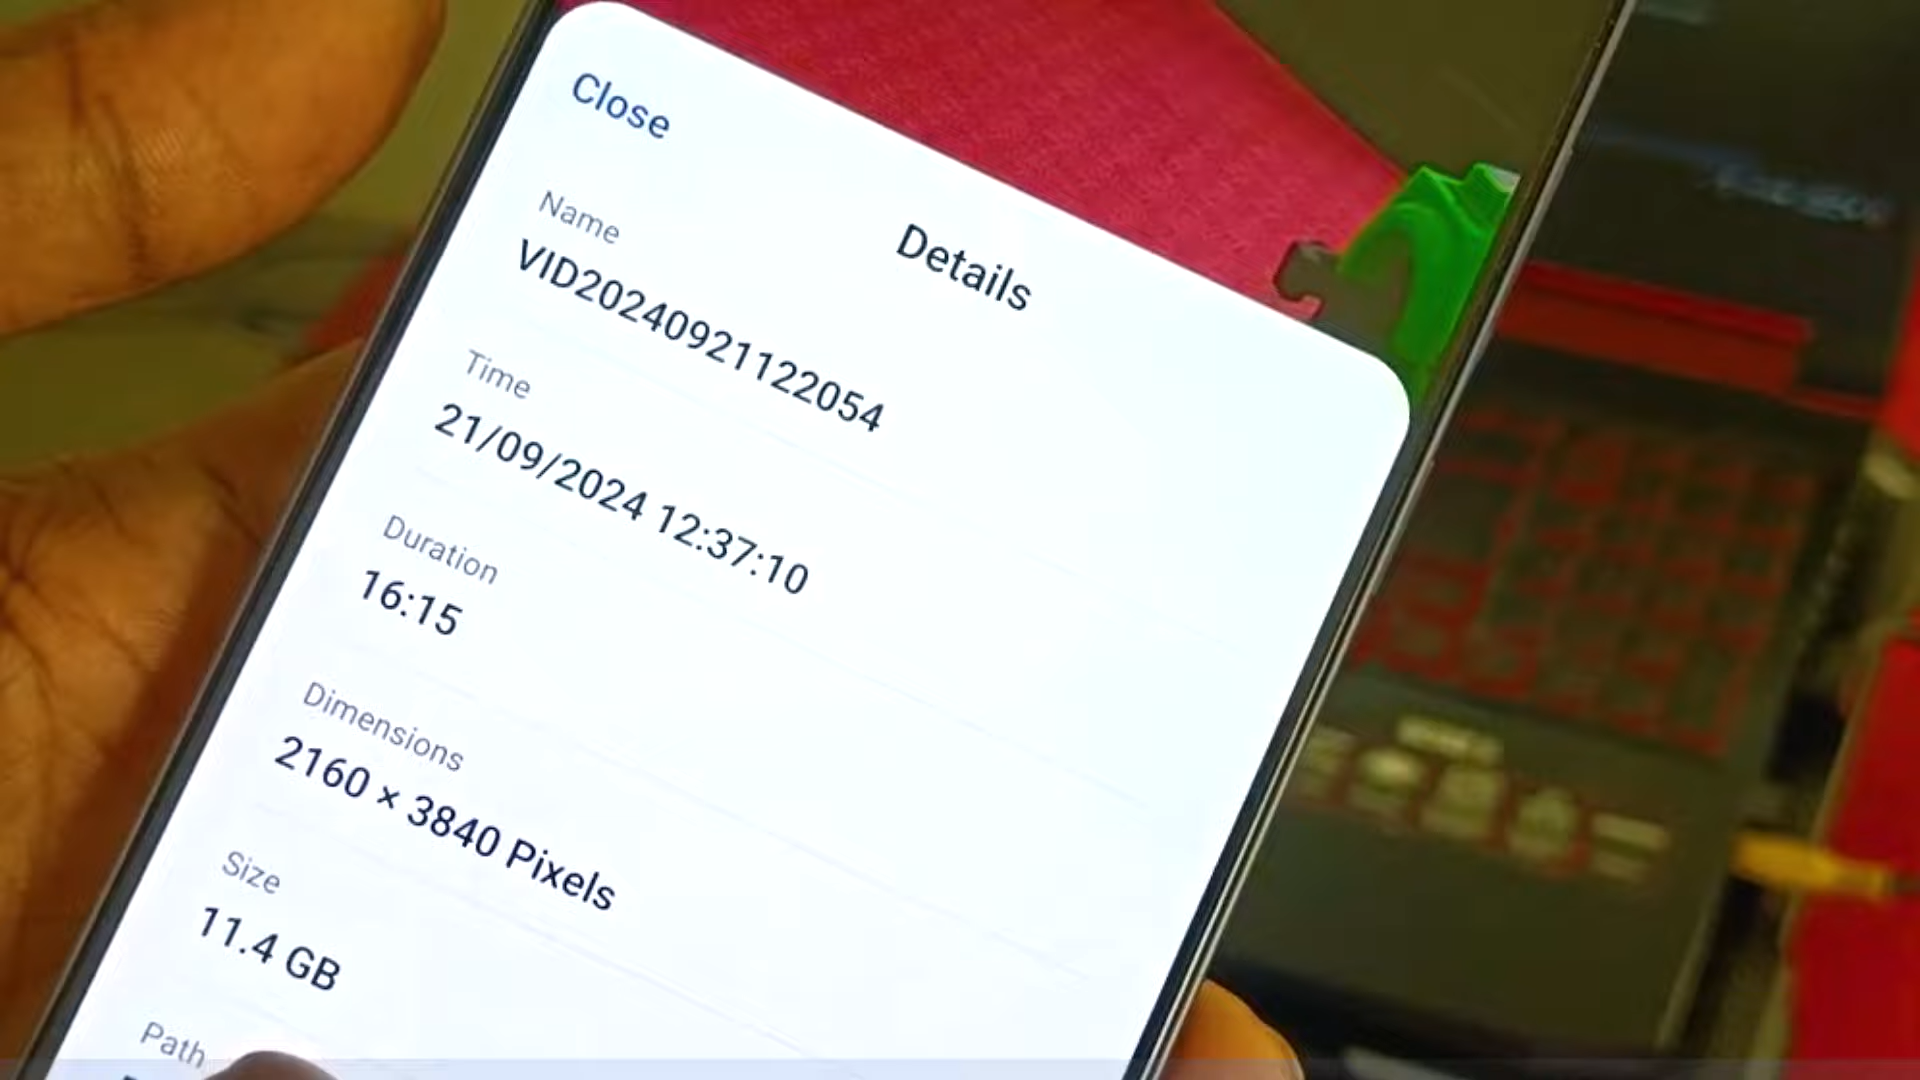 Close
Details
Name
VID20240921122054
Time
21/09/2024 12:37:10
Duration
16:15
Dimensions
2160 × 3840 Pixels
Size
11.4 GB
Path